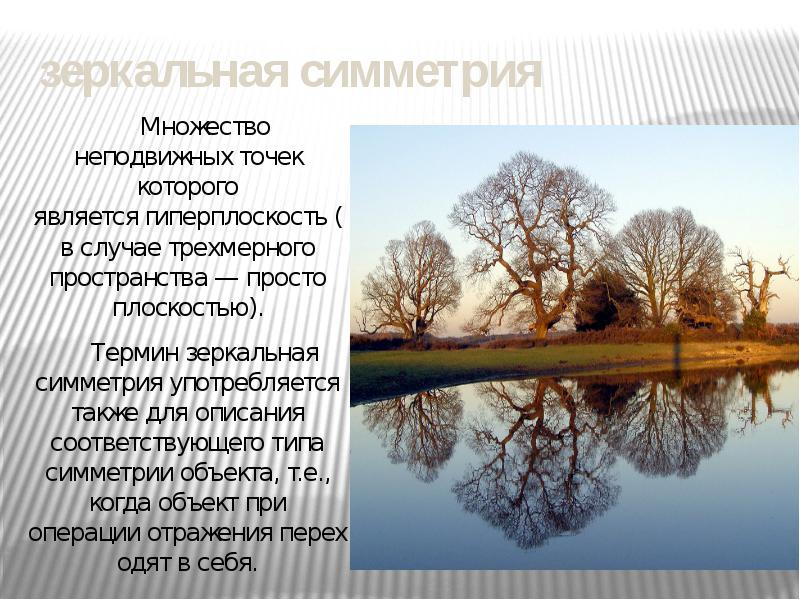 зеркальная симметрия
Множество
неподвижных точек
которого
является гиперплоскость (
в случае трехмерного
пространства — просто
плоскостью).
Термин зеркальная
симметрия употребляется
также для описания
соответствующего типа
симметрии объекта, т.е.,
когда объект при
операции отражения перех
одят в себя.